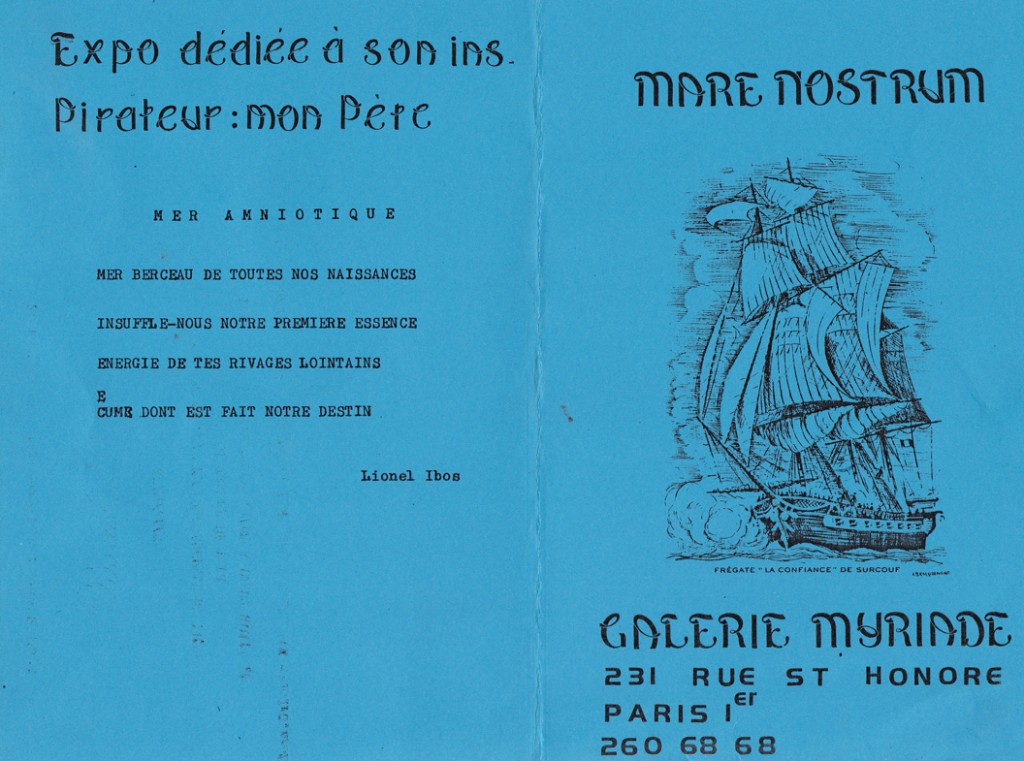 Expo dédiée à son ins.
Pirateur: mon Père
MER AMNIOTIQUE
MER BERCEAU DE TOUTES NOS NAISSANCES
INSUFFLE-NOUS NOTRE PREMIERE ESSENCE
ENERGIE DE TES RIVAGES LOINTAINS
E
CUME DONT EST FAIT NOTRE DESTIN
Lionel Ibos
MARE NOSTRUM
FRÉGATE "LA CONFIANCE" DE SURCOUF
GALERIE MYRIADE
231 RUE ST HONORE
PARIS 1er
260 68 68